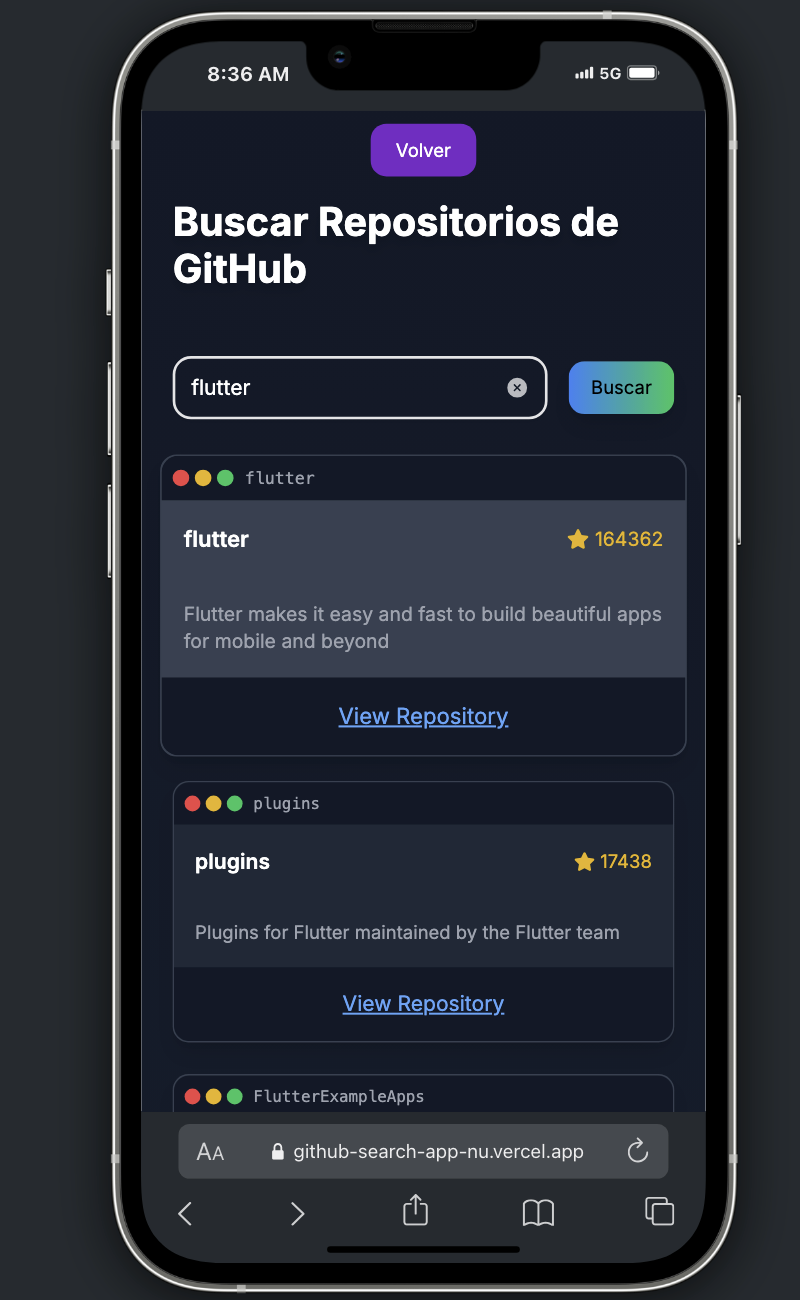 8:36 AM 5G
Volver
Buscar Repositorios de
GitHub
flutter Buscar
flutter
flutter 164362
Flutter makes it easy and fast to build beautiful apps
for mobile and beyond
View Repository
plugins
plugins 17438
Plugins for Flutter maintained by the Flutter team
View Repository
FlutterExampleApps
AA github-search-app-nu.vercel.app